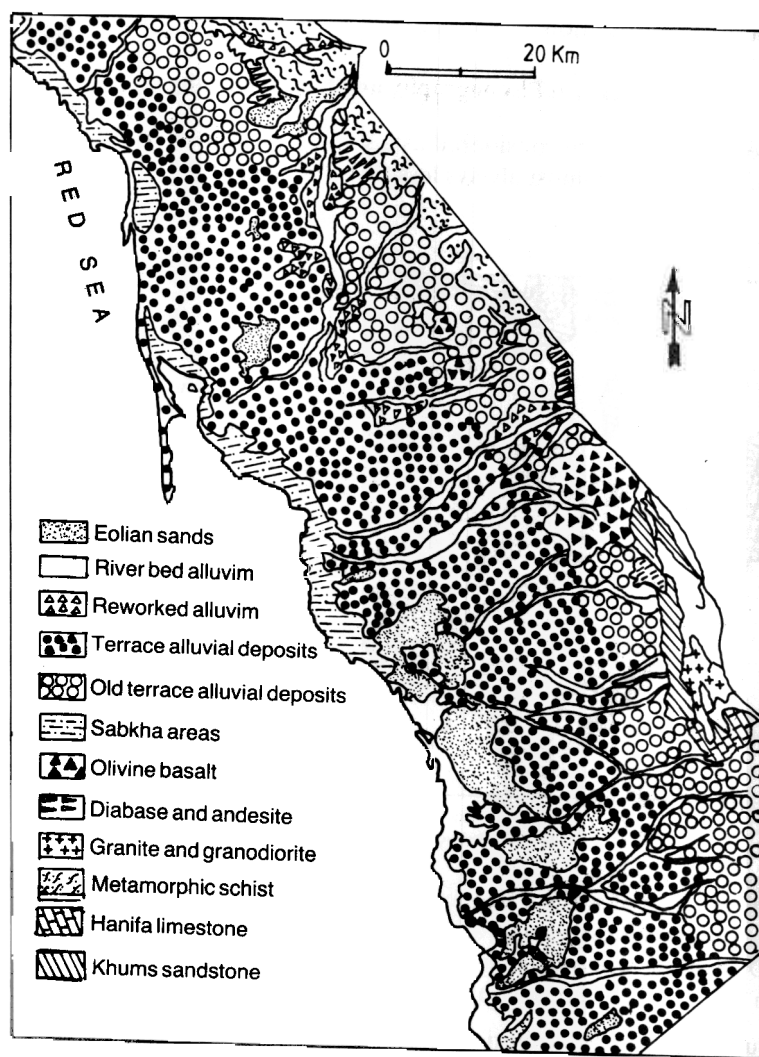 0 20 Km
RED SEA
N
Eolian sands
River bed alluvim
Reworked alluvim
Terrace alluvial deposits
Old terrace alluvial deposits
Sabkha areas
Olivine basalt
Diabase and andesite
Granite and granodiorite
Metamorphic schist
Hanifa limestone
Khums sandstone